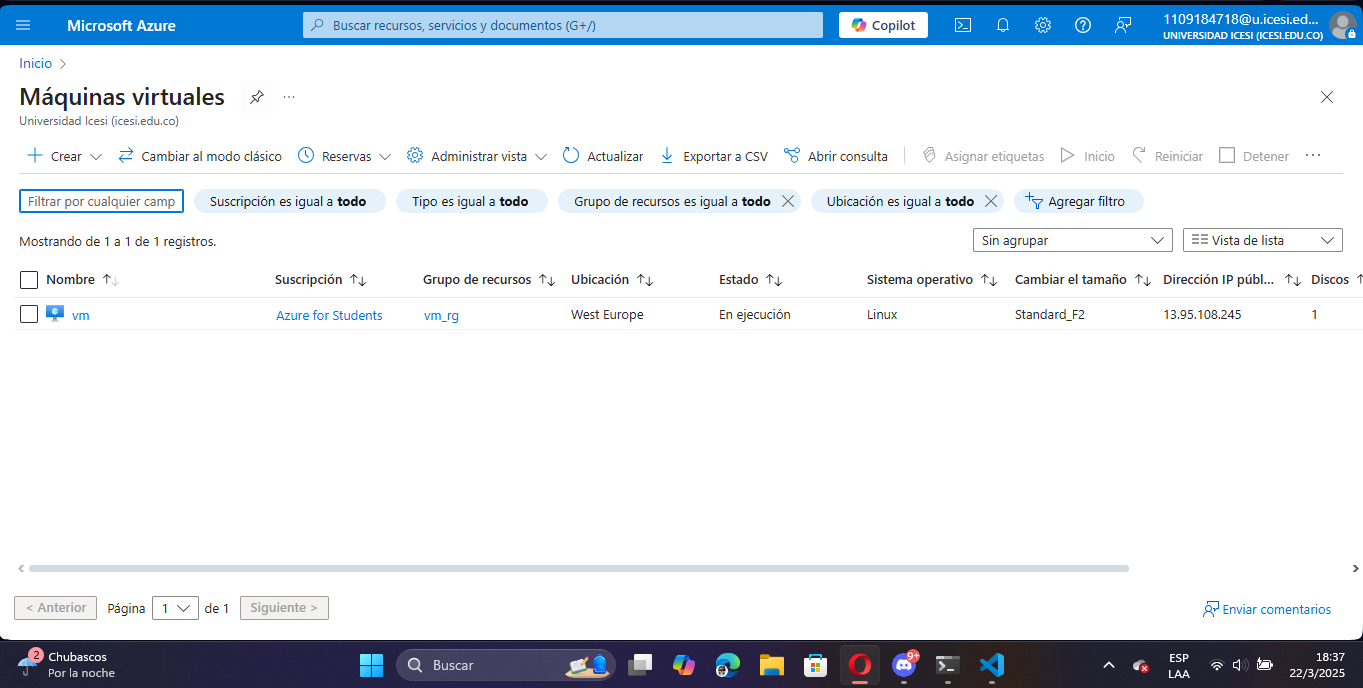 Microsoft Azure
Buscar recursos, servicios y documentos (G+/)
Copilot
1109184718@u.icesi.ed...
UNIVERSIDAD ICESI (ICESI.EDU.CO)
Inicio
Máquinas virtuales
Universidad Icesi (icesi.edu.co)
Crear Cambiar al modo clásico Reservas Administrar vista Actualizar Exportar a CSV Abrir consulta Asignar etiquetas Inicio Reiniciar Detener
Filtrar por cualquier camp Suscripción es igual a todo Tipo es igual a todo Grupo de recursos es igual a todo Ubicación es igual a todo Agregar filtro
Mostrando de 1 a 1 de 1 registros. Sin agrupar Vista de lista
Nombre Suscripción Grupo de recursos Ubicación Estado Sistema operativo Cambiar el tamaño Dirección IP públ... Discos
vm Azure for Students vm_rg West Europe En ejecución Linux Standard_F2 13.95.108.245 1
< Anterior Página 1 de 1 Siguiente > Enviar comentarios
2 Chubascos
Por la noche
Buscar
9+
ESP
LAA
18:37
22/3/2025